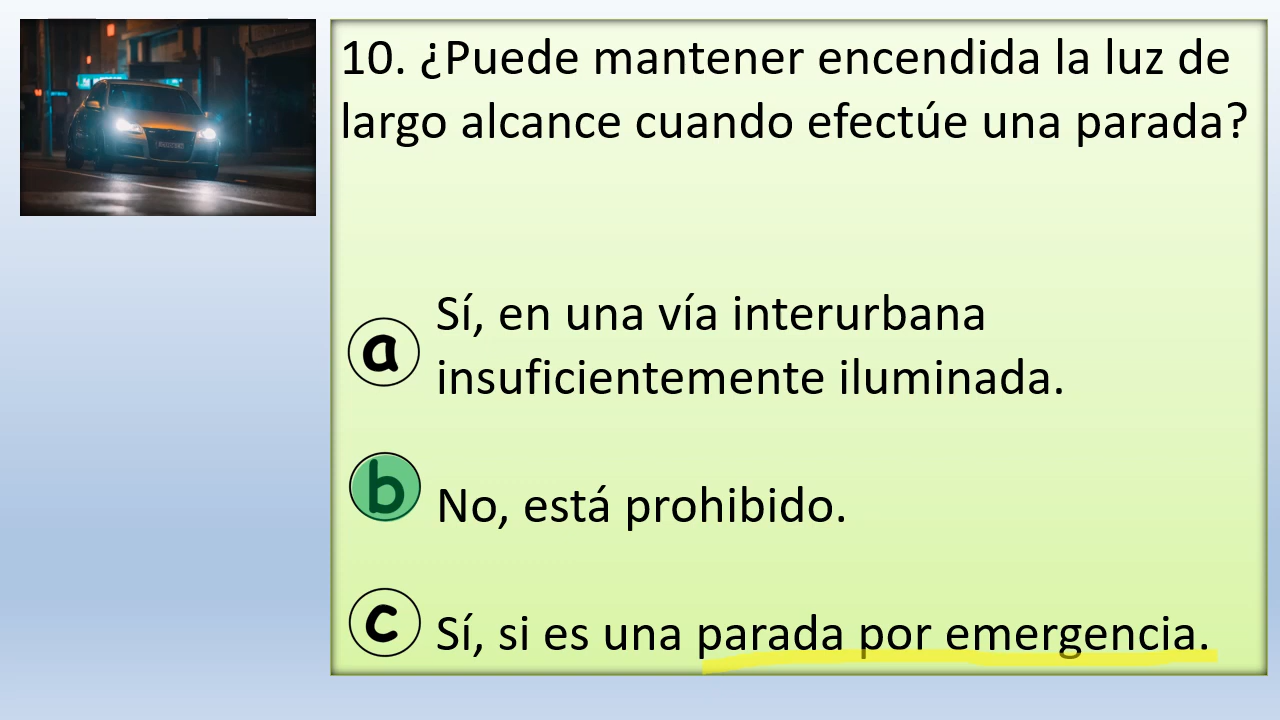 10. ¿Puede mantener encendida la luz de
largo alcance cuando efectúe una parada?
a
Sí, en una vía interurbana
insuficientemente iluminada.
b
No, está prohibido.
c
Sí, si es una parada por emergencia.